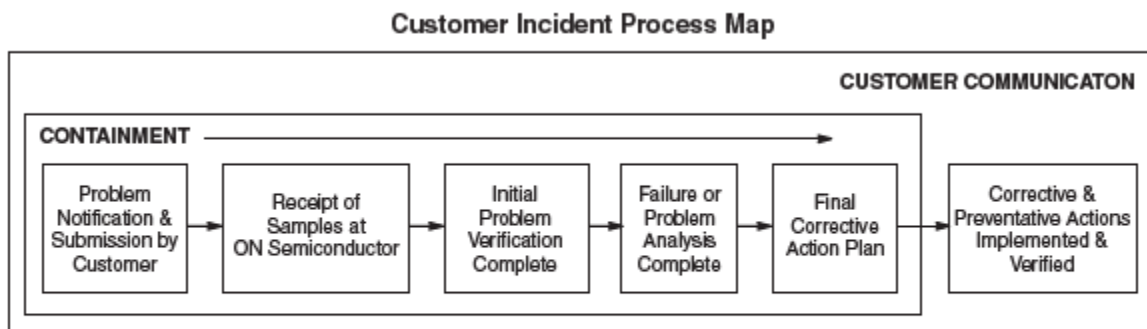 Customer Incident Process Map
CUSTOMER COMMUNICATON
CONTAINMENT
Problem
Notification &
Submission by
Customer
Receipt of
Samples at
ON Semiconductor
Initial
Problem
Verification
Complete
Failure or
Problem
Analysis
Complete
Final
Corrective
Action Plan
Corrective &
Preventative Actions
Implemented &
Verified